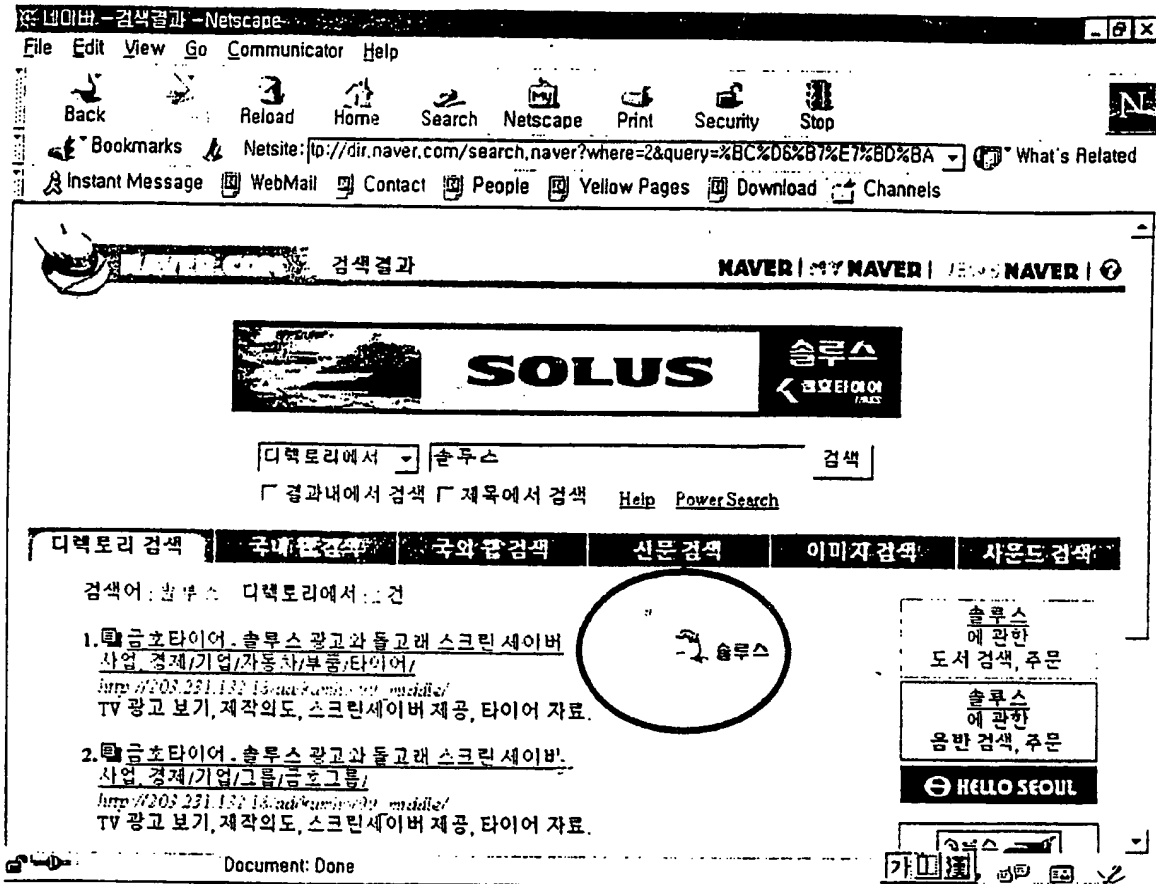 네이버 - 검색결과 - Netscape
File Edit View Go Communicator Help
Back Reload Home Search Netscape Print Security Stop
Bookmarks Netsite: tp://dir.naver.com/search.naver?where=2&query=%BC%D6%B7%E7%BD%BA What's Related
Instant Message WebMail Contact People Yellow Pages Download Channels
검색결과 NAVER | MY NAVER | NAVER | ?
SOLUS 솔루스
금호타이어
디렉토리에서 솔루스 검색
결과내에서 검색 제목에서 검색 Help Power Search
디렉토리 검색 국내 웹 검색 국외 웹 검색 신문 검색 이미지 검색 사운드 검색
검색어 : 솔루스 디렉토리에서 : 건
1. 금호타이어 - 솔루스 광고와 돌고래 스크린 세이버
사업, 경제/기업/자동차/부품/타이어/
TV 광고 보기, 제작의도, 스크린세이버 제공, 타이어 자료.
솔루스
솔루스
에 관한
도서 검색, 주문
솔루스
에 관한
음반 검색, 주문
HELLO SEOUL
2. 금호타이어 - 솔루스 광고와 돌고래 스크린 세이버
사업, 경제/기업/그룹/금호그룹/
TV 광고 보기, 제작의도, 스크린세이버 제공, 타이어 자료.
Document: Done
가 漢